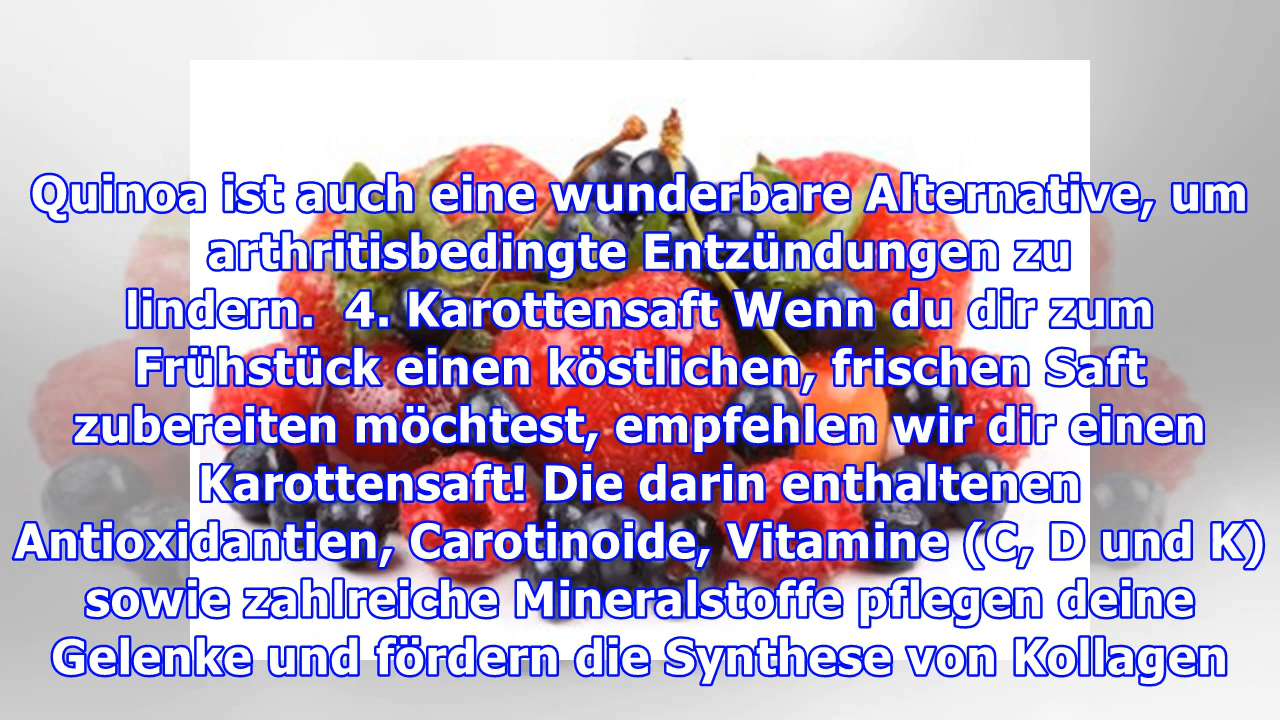 Quinoa ist auch eine wunderbare Alternative, um
arthritisbedingte Entzündungen zu
lindern.  4. Karottensaft Wenn du dir zum
Frühstück einen köstlichen, frischen Saft
zubereiten möchtest, empfehlen wir dir einen
Karottensaft! Die darin enthaltenen
Antioxidantien, Carotinoide, Vitamine (C, D und K)
sowie zahlreiche Mineralstoffe pflegen deine
Gelenke und fördern die Synthese von Kollagen